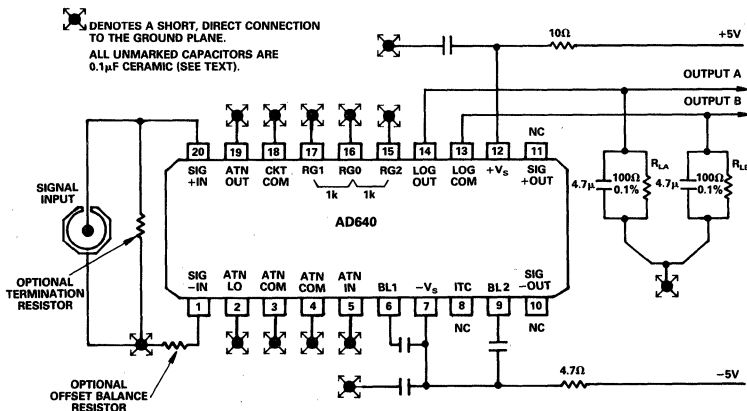 DENOTES A SHORT, DIRECT CONNECTION
TO THE GROUND PLANE.
ALL UNMARKED CAPACITORS ARE
0.1μF CERAMIC (SEE TEXT).
10Ω
+5V
OUTPUT A
OUTPUT B
NC
20 19 18 17 16 15 14 13 12 11
SIG +IN
ATN OUT
CKT COM
RG1
RG0
RG2
LOG OUT
LOG COM
+VS
SIG +OUT
1k 1k
AD640
SIGNAL
INPUT
4.7μ
100Ω
0.1%
RLA
4.7μ
100Ω
0.1%
RLB
OPTIONAL
TERMINATION
RESISTOR
SIG −IN
ATN LO
ATN COM
ATN COM
ATN IN
BL1
−VS
ITC
BL2
SIG −OUT
1 2 3 4 5 6 7 8 9 10
NC
NC
OPTIONAL
OFFSET BALANCE
RESISTOR
4.7Ω
−5V